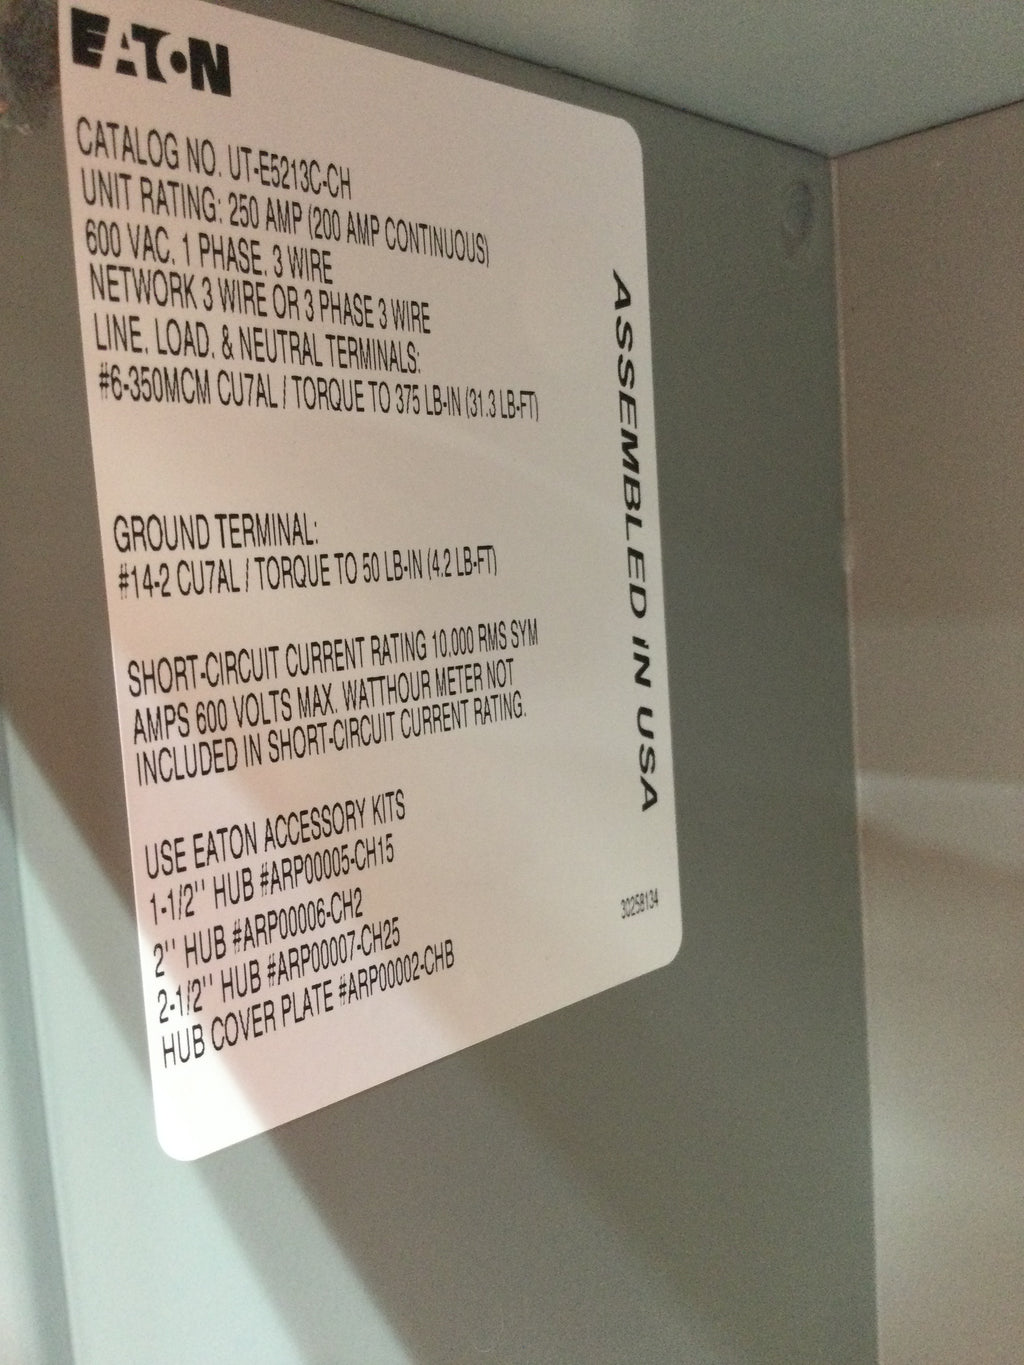 EATON
CATALOG NO. UT-E5213C-CH
UNIT RATING: 250 AMP (200 AMP CONTINUOUS)
600 VAC, 1 PHASE, 3 WIRE
NETWORK 3 WIRE OR 3 PHASE 3 WIRE
LINE, LOAD, & NEUTRAL TERMINALS:
#6-350MCM CU7AL / TORQUE TO 375 LB-IN (31.3 LB-FT)
GROUND TERMINAL:
#14-2 CU7AL / TORQUE TO 50 LB-IN (4.2 LB-FT)
SHORT-CIRCUIT CURRENT RATING 10,000 RMS SYM
AMPS 600 VOLTS MAX. WATTHOUR METER NOT
INCLUDED IN SHORT-CIRCUIT CURRENT RATING.
USE EATON ACCESSORY KITS
1-1/2'' HUB #ARP00005-CH15
2'' HUB #ARP00006-CH2
2-1/2'' HUB #ARP00007-CH25
HUB COVER PLATE #ARP00002-CHB
ASSEMBLED IN USA
30258134